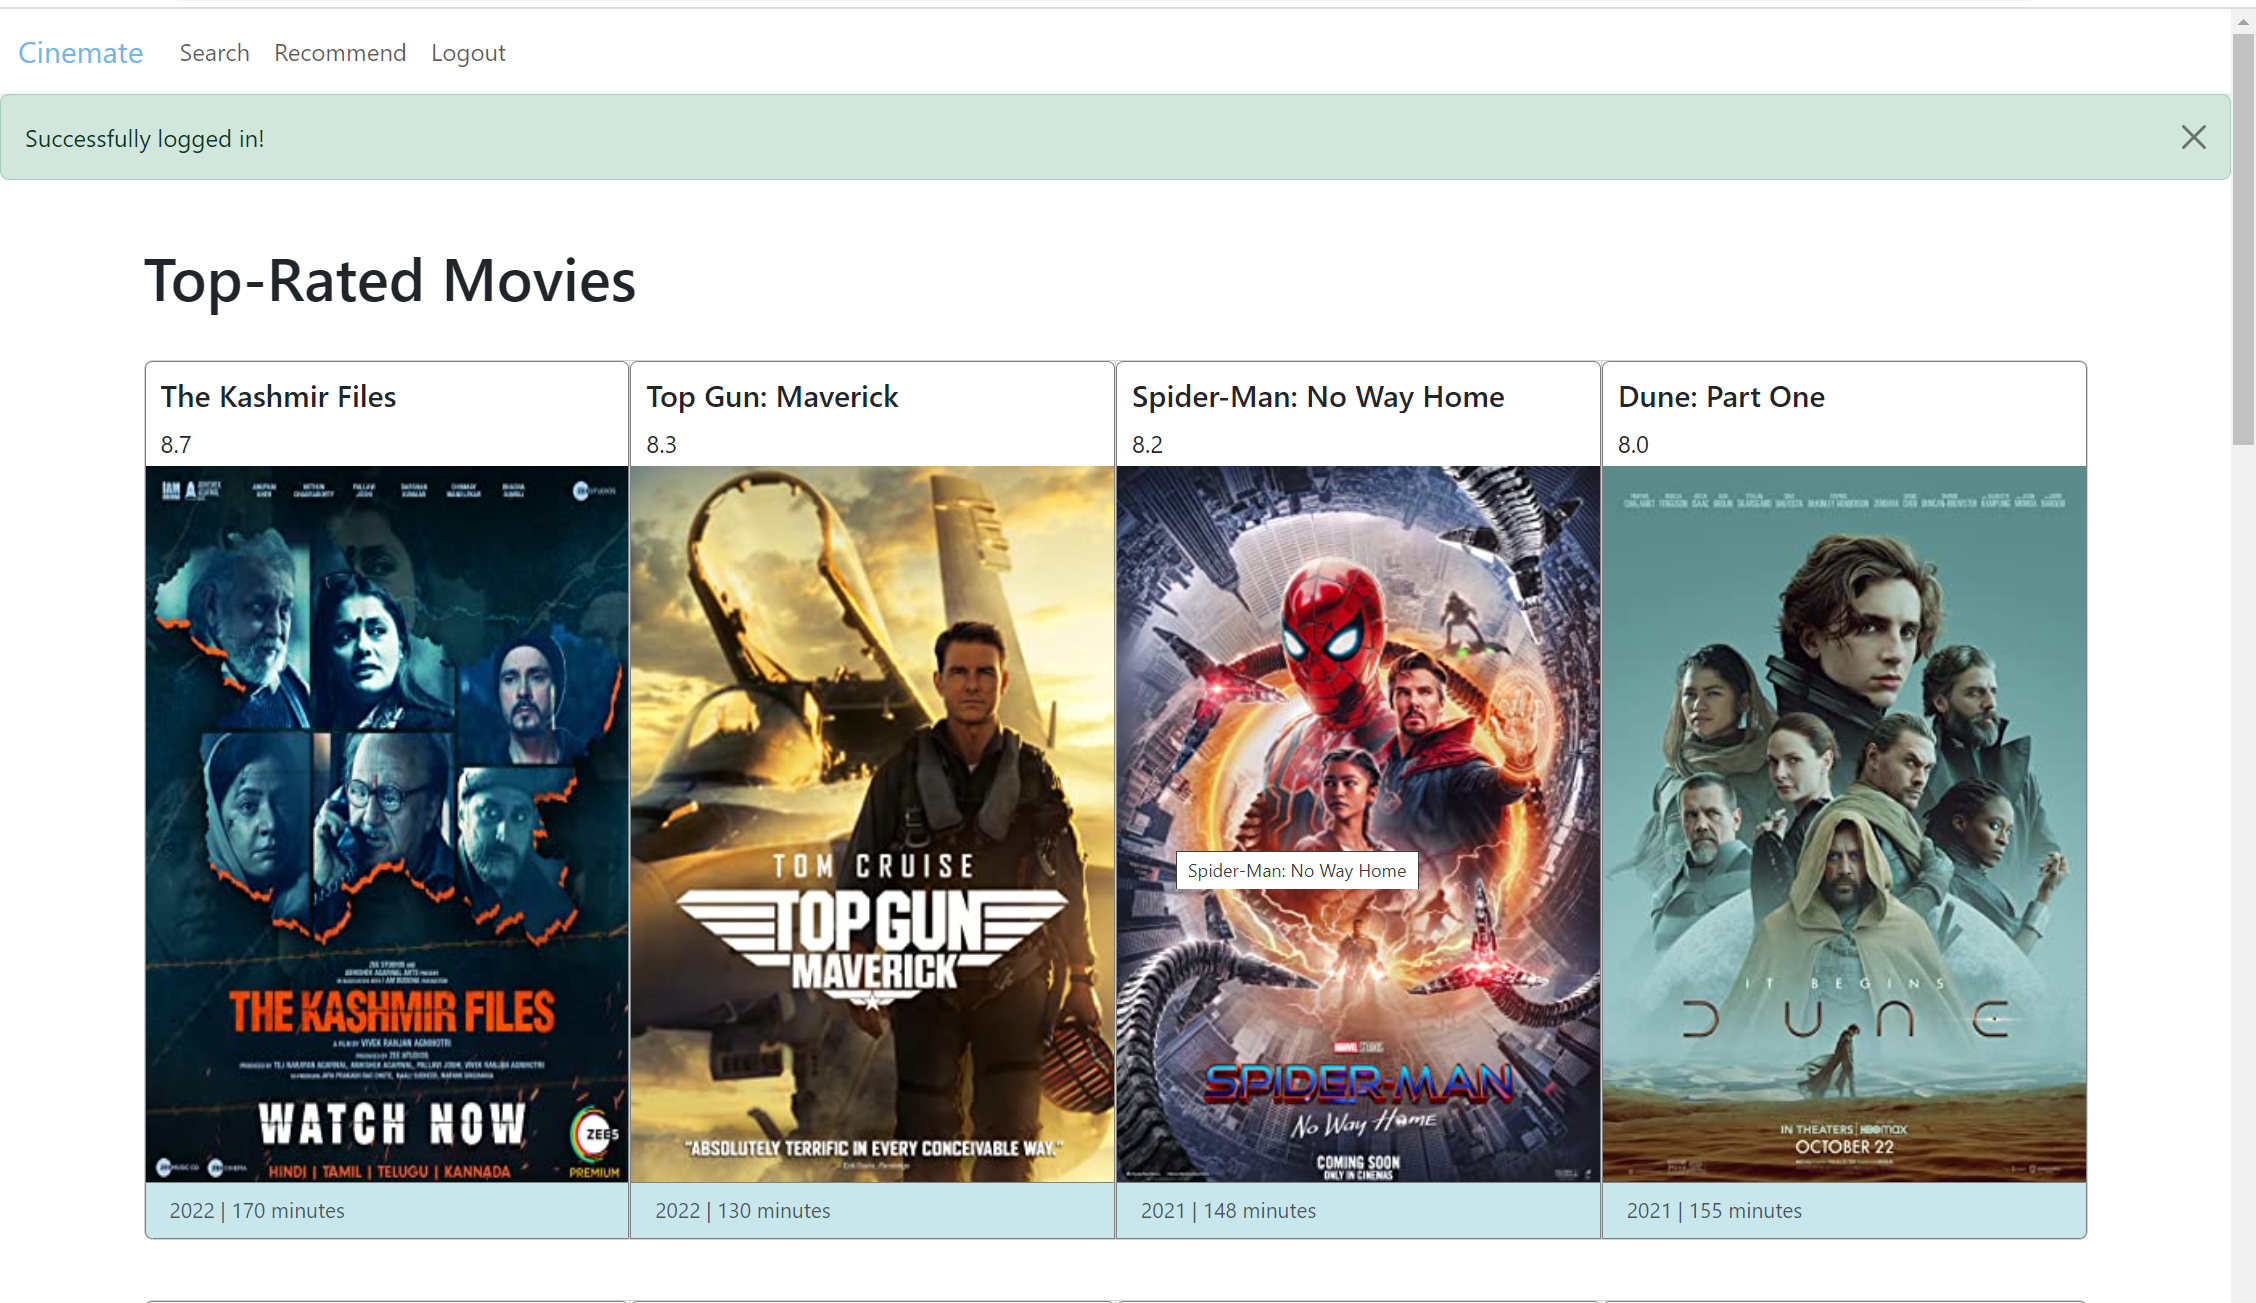 Cinemate Search Recommend Logout
Successfully logged in!
Top-Rated Movies
The Kashmir Files
8.7
THE KASHMIR FILES
A FILM BY VIVEK RANJAN AGNIHOTRI
PRODUCED BY ZEE STUDIOS
WATCH NOW
ZEE5
PREMIUM
HINDI | TAMIL | TELUGU | KANNADA
2022 | 170 minutes
Top Gun: Maverick
8.3
TOM CRUISE
TOP GUN
MAVERICK
"ABSOLUTELY TERRIFIC IN EVERY CONCEIVABLE WAY."
2022 | 130 minutes
Spider-Man: No Way Home
8.2
Spider-Man: No Way Home
MARVEL STUDIOS
SPIDER-MAN
No Way Home
COMING SOON
ONLY IN CINEMAS
2021 | 148 minutes
Dune: Part One
8.0
IT BEGINS
DUNE
IN THEATERS | HBOMAX
OCTOBER 22
2021 | 155 minutes